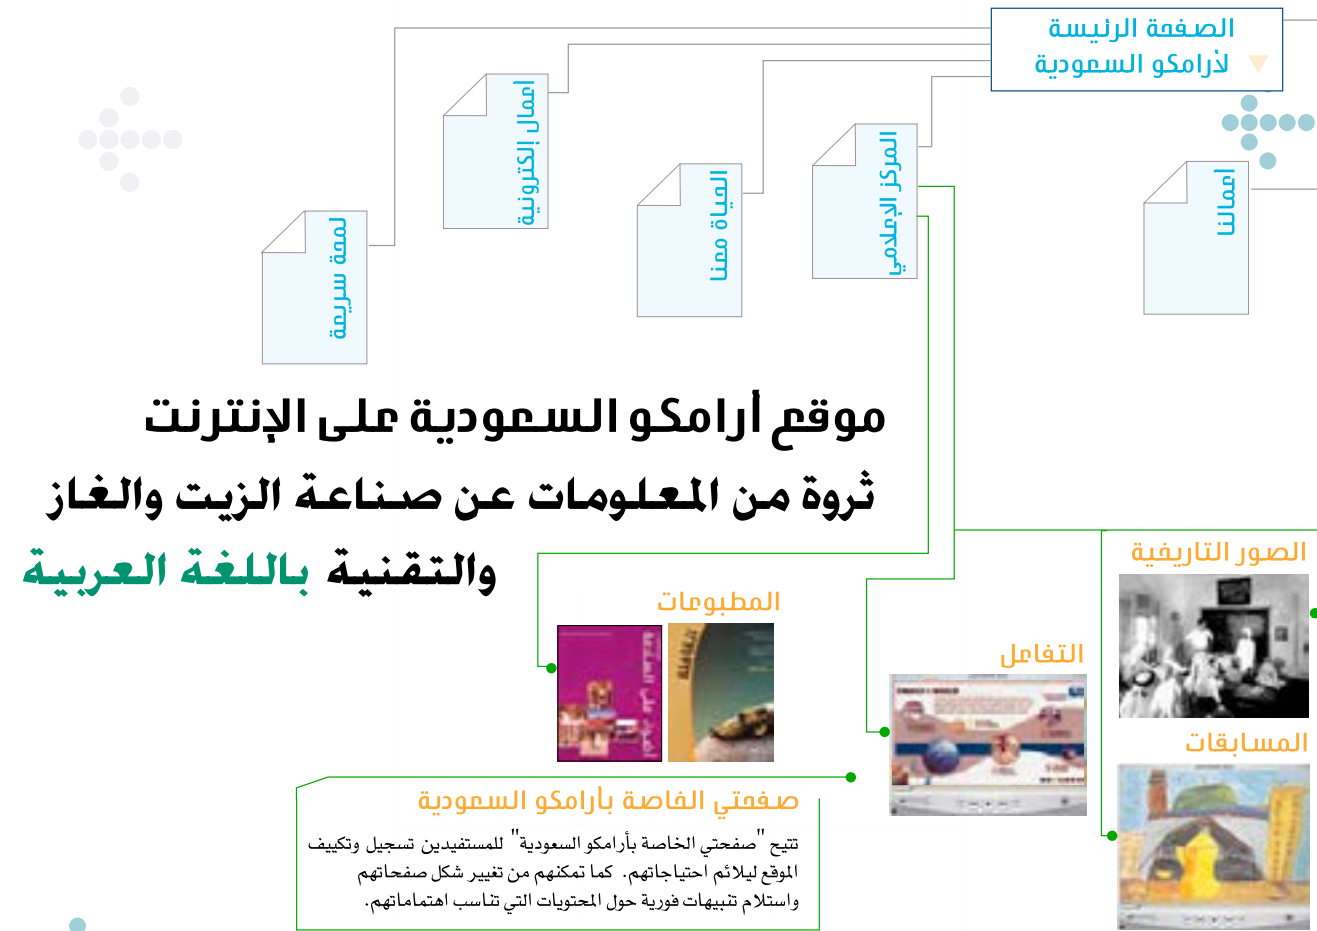 الصفحة الرئيسة
لأرامكو السعودية
أعمالنا
المركز الإعلامي
الحياة معنا
أعمال إلكترونية
لمحة سريعة
موقع أرامكو السعودية على الإنترنت
ثروة من المعلومات عن صناعة الزيت والغاز
والتقنية باللغة العربية
الصور التاريخية
المطبوعات
التفاعل
المسابقات
صفحتي الخاصة بأرامكو السعودية
تتيح "صفحتي الخاصة بأرامكو السعودية" للمستفيدين تسجيل وتكييف
الموقع ليلائم احتياجاتهم. كما تمكنهم من تغيير شكل صفحاتهم
واستلام تنبيهات فورية حول المحتويات التي تناسب اهتماماتهم.